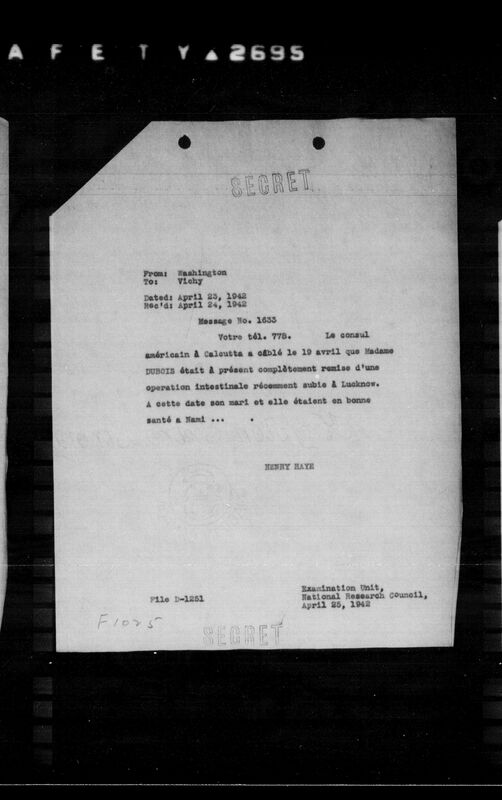 A F E T Y ▲ 2695
SECRET
From: Washington
To: Vichy
Dated: April 23, 1942
Rec'd: April 24, 1942
Message No. 1633
Votre tél. 778. Le consul
américain à Calcutta a câblé le 19 avril que Madame
DUBOIS était à présent complètement remise d'une
operation intestinale récemment subie à Lucknow.
A cette date son mari et elle étaient en bonne
santé a Nami ... .
HENRY HAYE
Examination Unit,
File D-1251 National Research Council,
April 25, 1942
F1025
SECRET